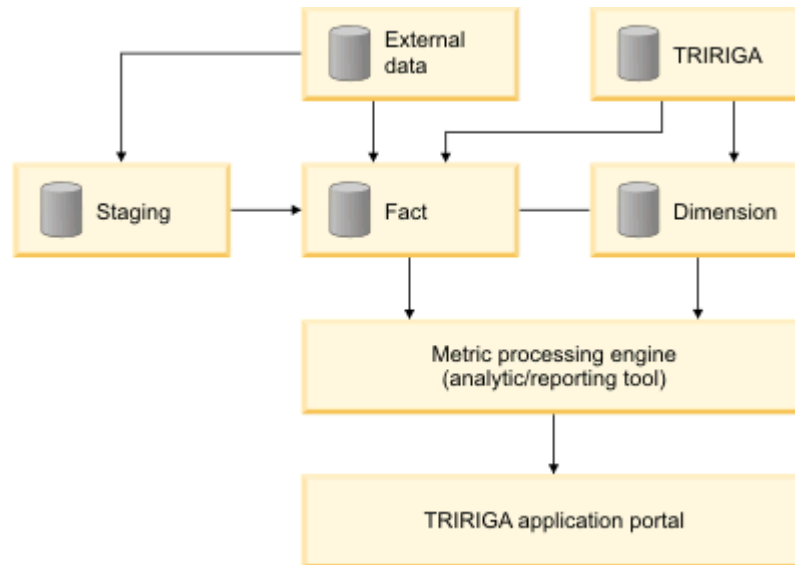 External
data
TRIRIGA
Staging
Fact
Dimension
Metric processing engine
(analytic/reporting tool)
TRIRIGA application portal